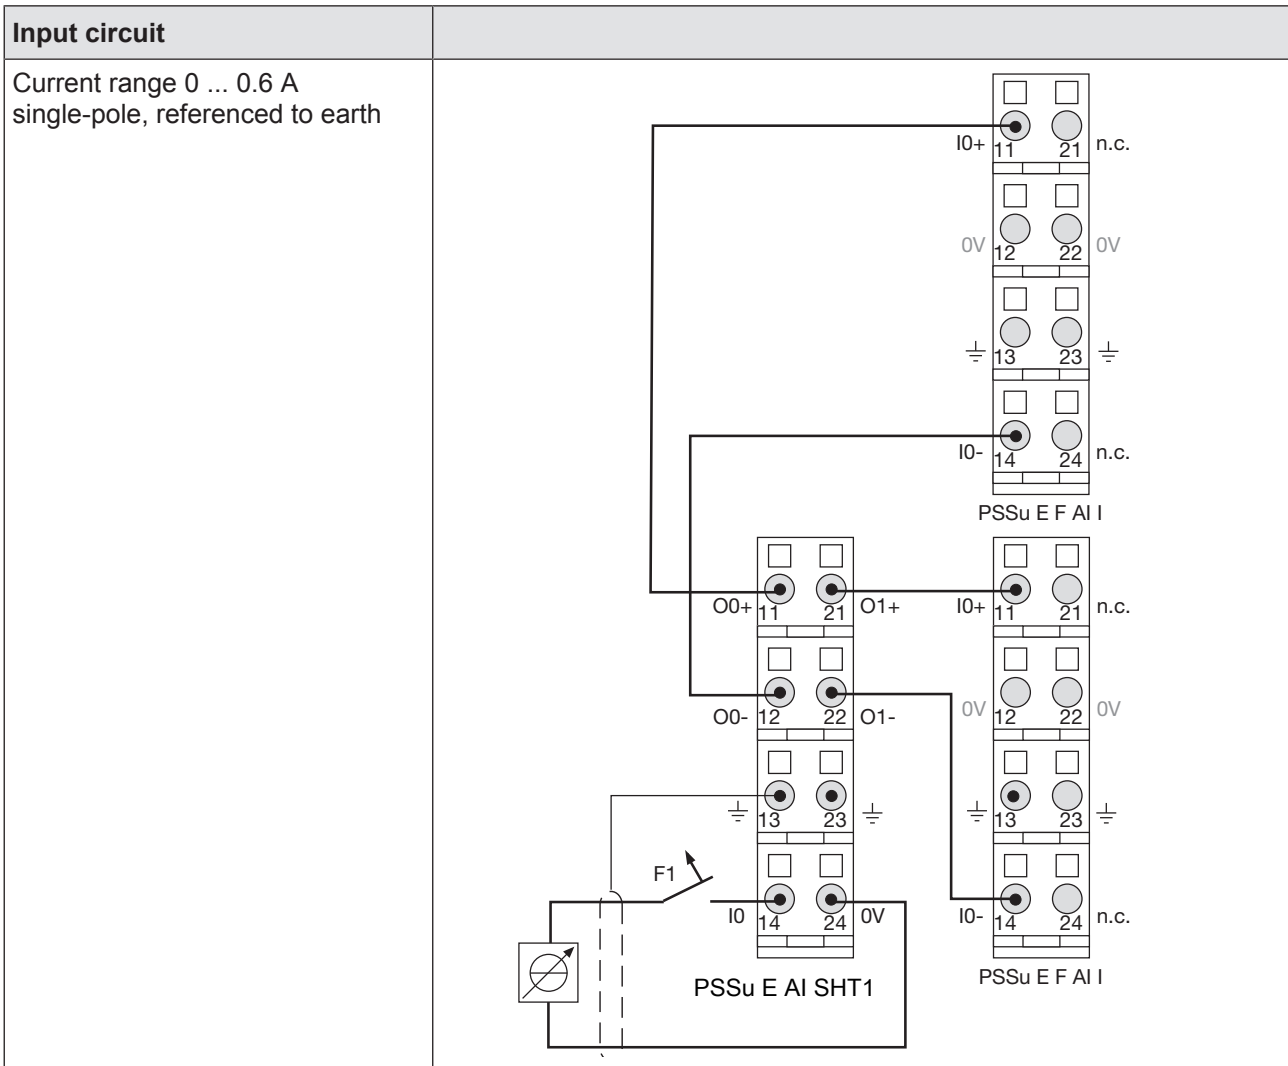 Input circuit
Current range 0 ... 0.6 A
single-pole, referenced to earth
I0+ 11 21 n.c.
0V 12 22 0V
13 23
I0- 14 24 n.c.
PSSu E F AI I
O0+ 11 21 O1+ I0+ 11 21 n.c.
O0- 12 22 O1- 0V 12 22 0V
13 23 13 23
F1
I0 14 24 0V I0- 14 24 n.c.
PSSu E AI SHT1
PSSu E F AI I